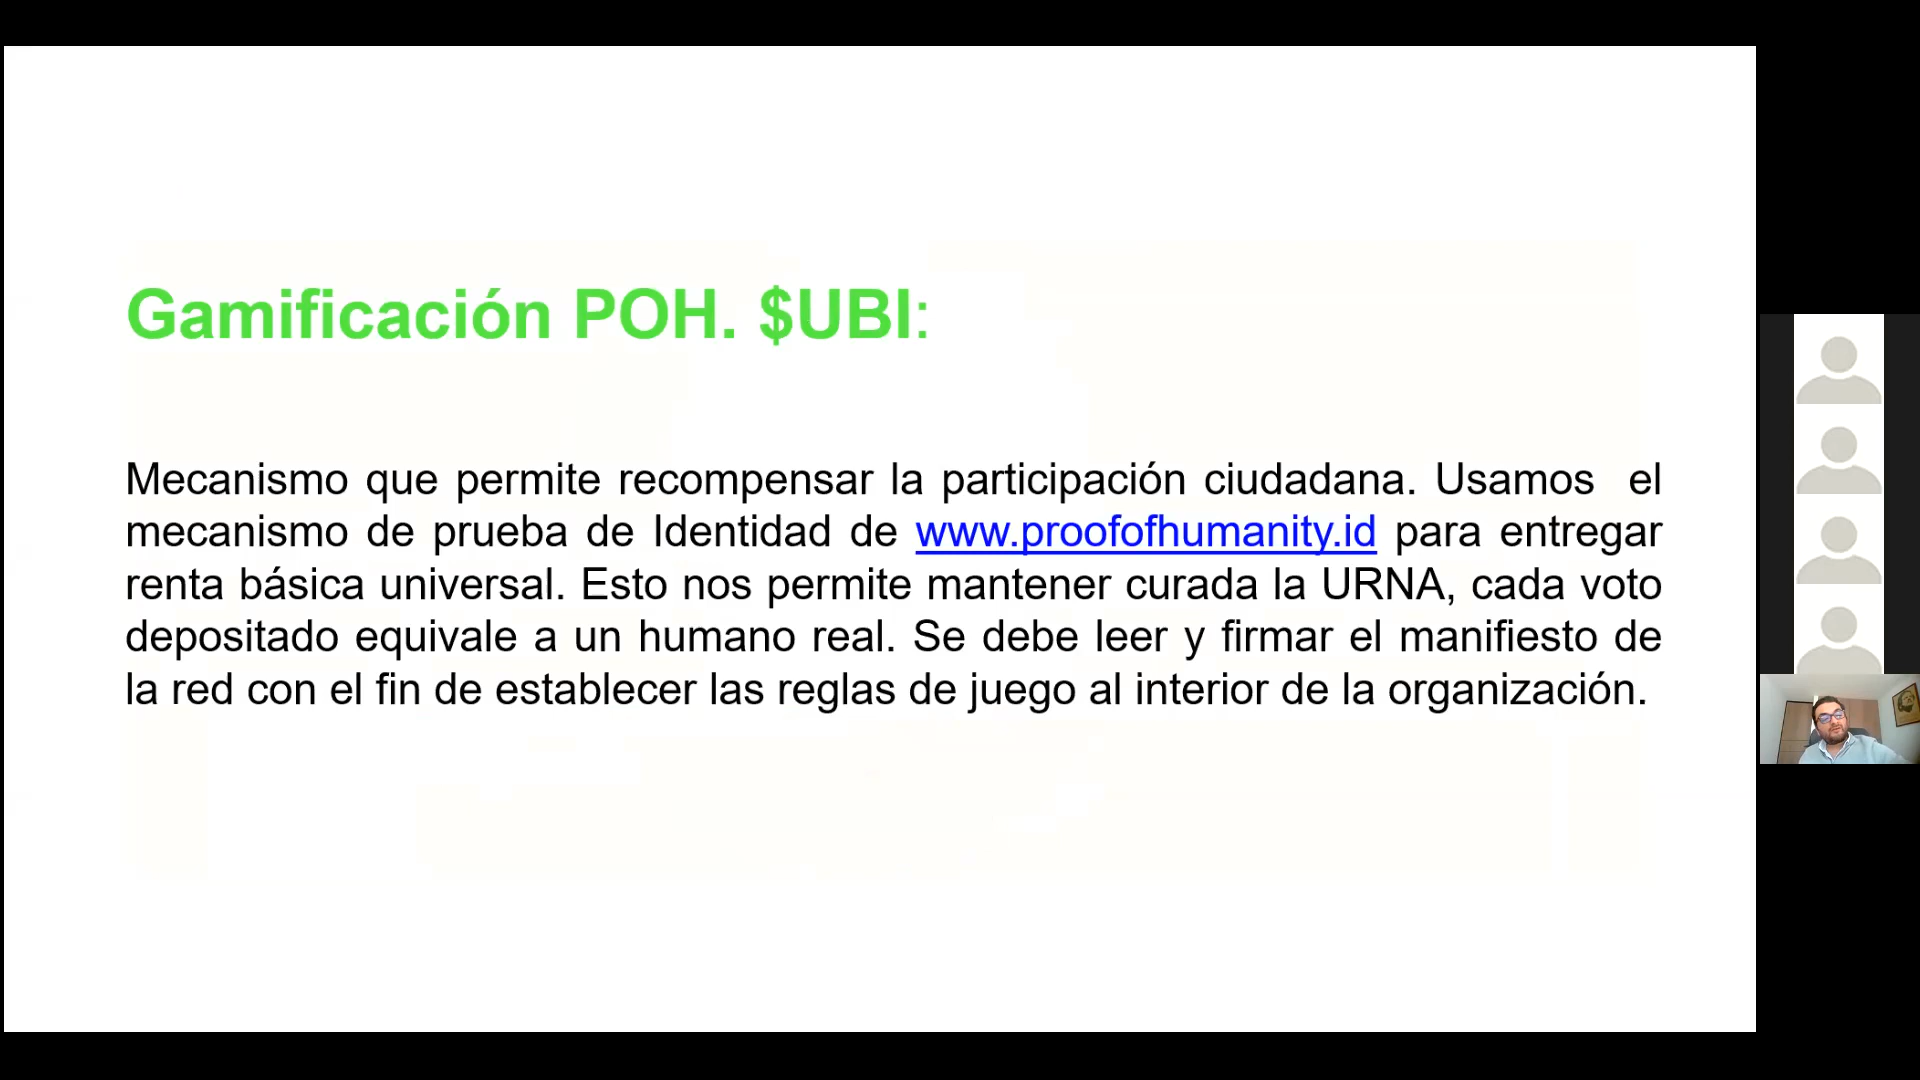 Gamificación POH. $UBI:
Mecanismo que permite recompensar la participación ciudadana. Usamos el
mecanismo de prueba de Identidad de www.proofofhumanity.id para entregar
renta básica universal. Esto nos permite mantener curada la URNA, cada voto
depositado equivale a un humano real. Se debe leer y firmar el manifiesto de
la red con el fin de establecer las reglas de juego al interior de la organización.